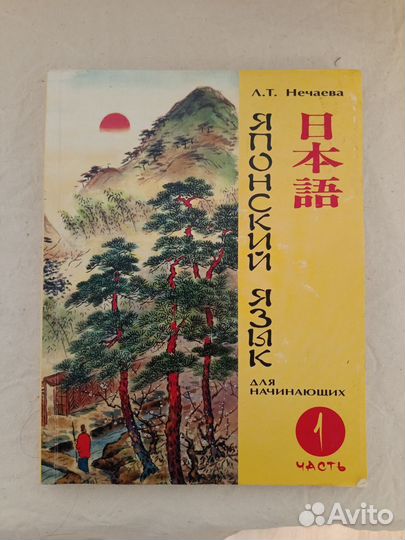 Л.Т. Нечаева
ЯПОНСКИЙ ЯЗЫК
日本語
ДЛЯ
НАЧИНАЮЩИХ
1
ЧАСТЬ
Avito